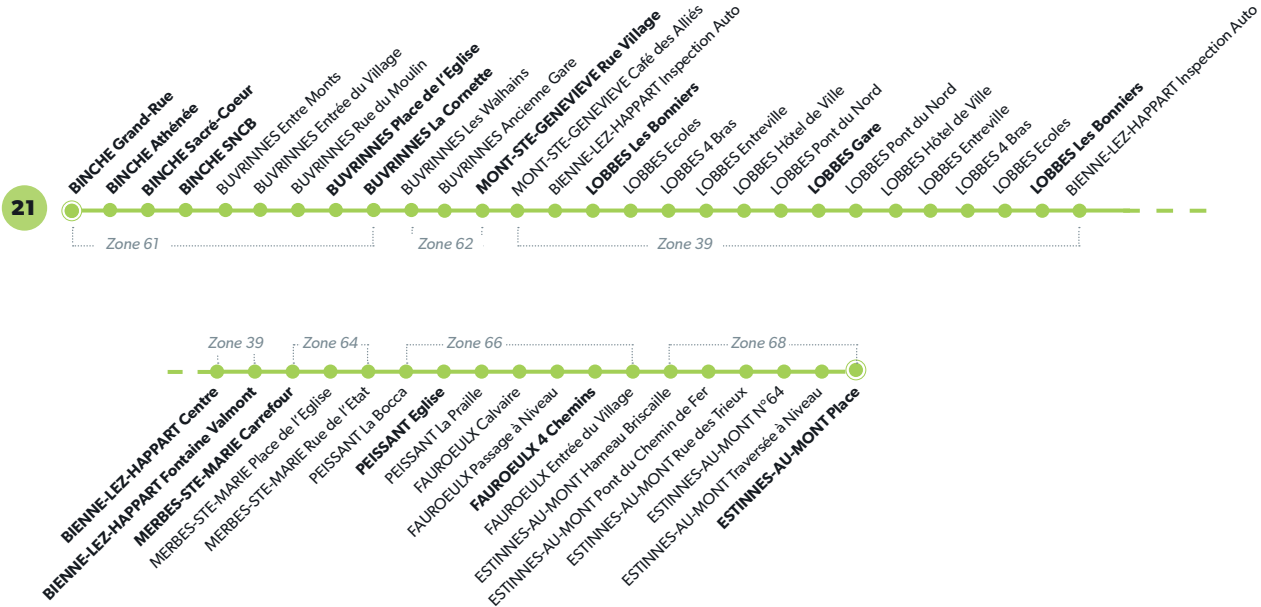 21
BINCHE Grand-Rue
BINCHE Athénée
BINCHE Sacré-Coeur
BINCHE SNCB
BUVRINNES Entre Monts
BUVRINNES Entrée du Village
BUVRINNES Rue du Moulin
BUVRINNES Place de l'Eglise
BUVRINNES La Cornette
BUVRINNES Les Walhains
BUVRINNES Ancienne Gare
MONT-STE-GENEVIEVE Rue Village
MONT-STE-GENEVIEVE Café des Alliés
BIENNE-LEZ-HAPPART Inspection Auto
LOBBES Les Bonniers
LOBBES Ecoles
LOBBES 4 Bras
LOBBES Entreville
LOBBES Hôtel de Ville
LOBBES Pont du Nord
LOBBES Gare
LOBBES Pont du Nord
LOBBES Hôtel de Ville
LOBBES Entreville
LOBBES 4 Bras
LOBBES Ecoles
LOBBES Les Bonniers
BIENNE-LEZ-HAPPART Inspection Auto
Zone 61
Zone 62
Zone 39
Zone 39
Zone 64
Zone 66
Zone 68
BIENNE-LEZ-HAPPART Centre
BIENNE-LEZ-HAPPART Fontaine Valmont
MERBES-STE-MARIE Carrefour
MERBES-STE-MARIE Place de l'Eglise
MERBES-STE-MARIE Rue de l'Etat
PEISSANT La Bocca
PEISSANT Eglise
PEISSANT La Praille
FAUROEULX Calvaire
FAUROEULX Passage à Niveau
FAUROEULX 4 Chemins
FAUROEULX Entrée du Village
ESTINNES-AU-MONT Hameau Briscaille
ESTINNES-AU-MONT Pont du Chemin de Fer
ESTINNES-AU-MONT Rue des Trieux
ESTINNES-AU-MONT N°64
ESTINNES-AU-MONT Traversée à Niveau
ESTINNES-AU-MONT Place